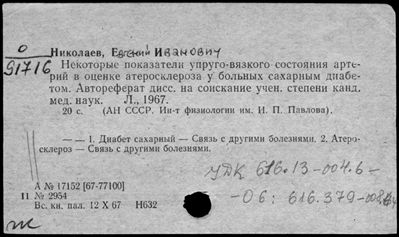 О
91716
Николаев, Евгений Иванович
Некоторые показатели упруго-вязкого состояния арте-
рий в оценке атеросклероза у больных сахарным диабе-
том. Автореферат дисс. на соискание учен. степени канд.
мед. наук. Л., 1967.
20 с. (АН СССР. Ин-т физиологии им. И. П. Павлова).
— — 1. Диабет сахарный — Связь с другими болезнями. 2. Атеро-
склероз — Связь с другими болезнями.
УДК 616.13-004.6-
-06: 616.379-008.64
А № 17152 [67-77100]
11 № 2954
Вс. кн. пал. 12 X 67 Н632